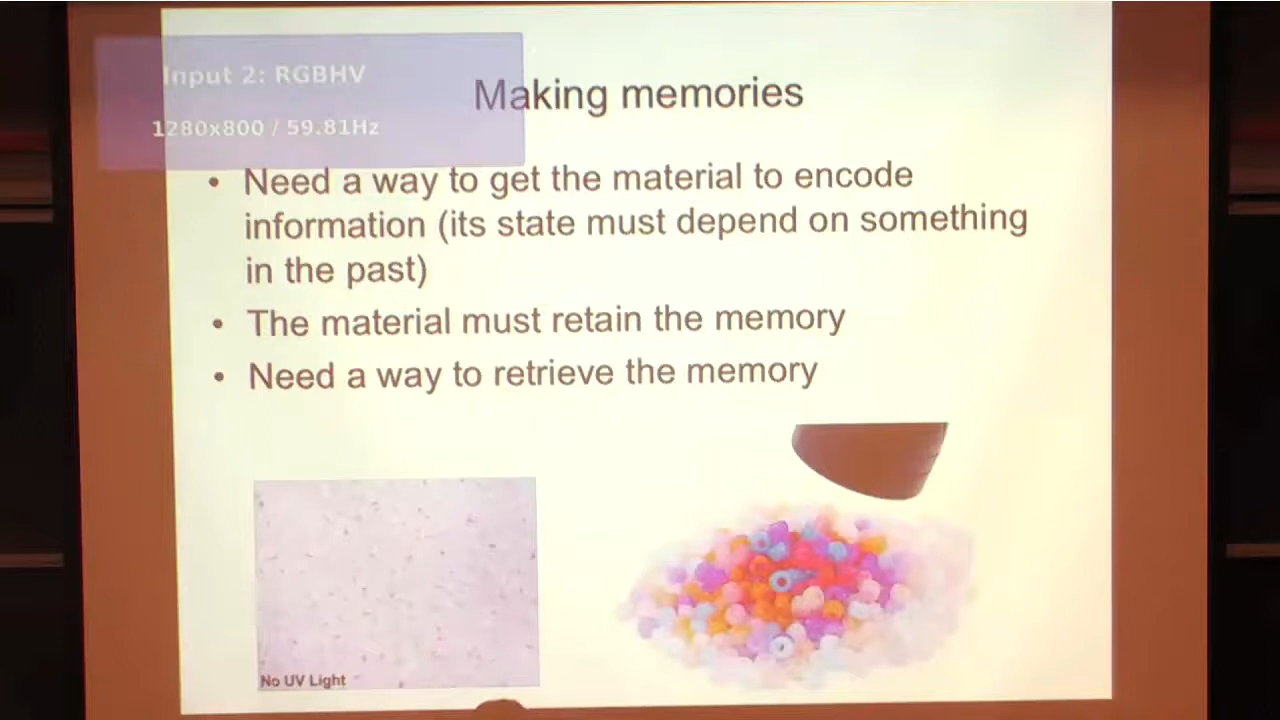 Input 2: RGBHV
1280x800 / 59.81Hz
Making memories
• Need a way to get the material to encode
information (its state must depend on something
in the past)
• The material must retain the memory
• Need a way to retrieve the memory
No UV Light